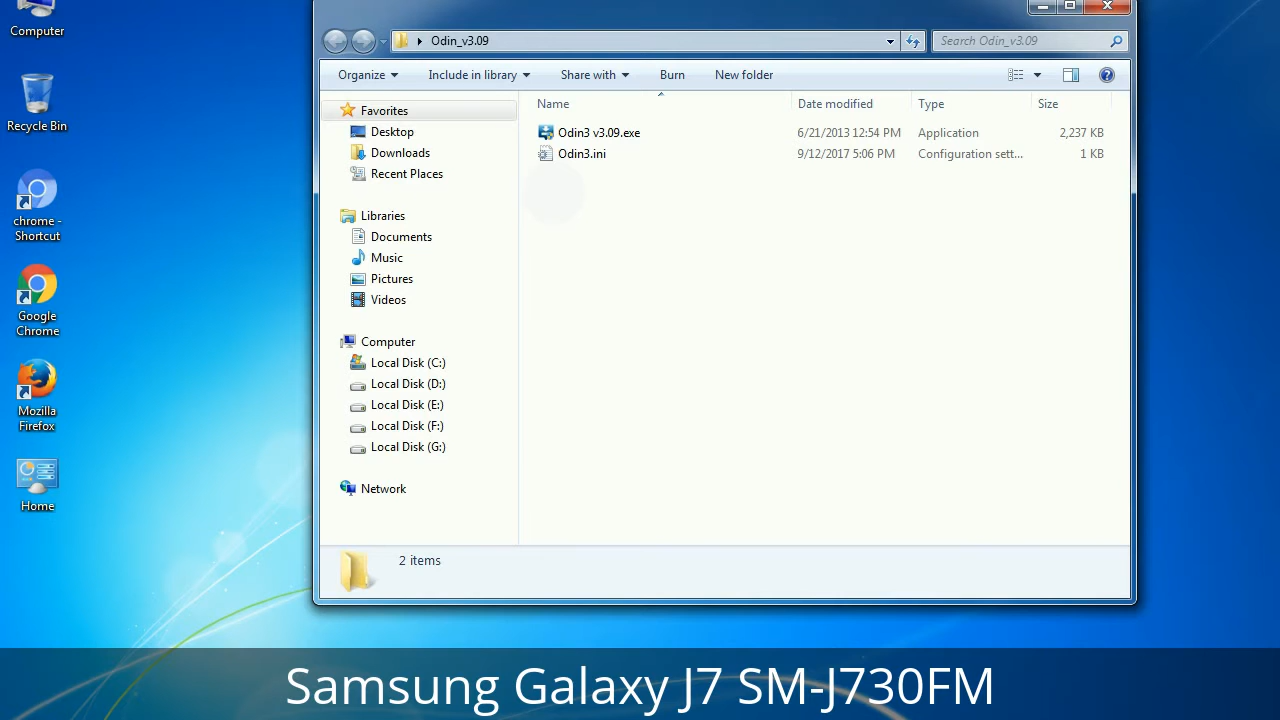 Computer
Recycle Bin
chrome -
Shortcut
Google
Chrome
Mozilla
Firefox
Home
Odin_v3.09
Search Odin_v3.09
Organize Include in library Share with Burn New folder
Favorites
Desktop
Downloads
Recent Places
Libraries
Documents
Music
Pictures
Videos
Computer
Local Disk (C:)
Local Disk (D:)
Local Disk (E:)
Local Disk (F:)
Local Disk (G:)
Network
Name Date modified Type Size
Odin3 v3.09.exe 6/21/2013 12:54 PM Application 2,237 KB
Odin3.ini 9/12/2017 5:06 PM Configuration sett... 1 KB
2 items
Samsung Galaxy J7 SM-J730FM